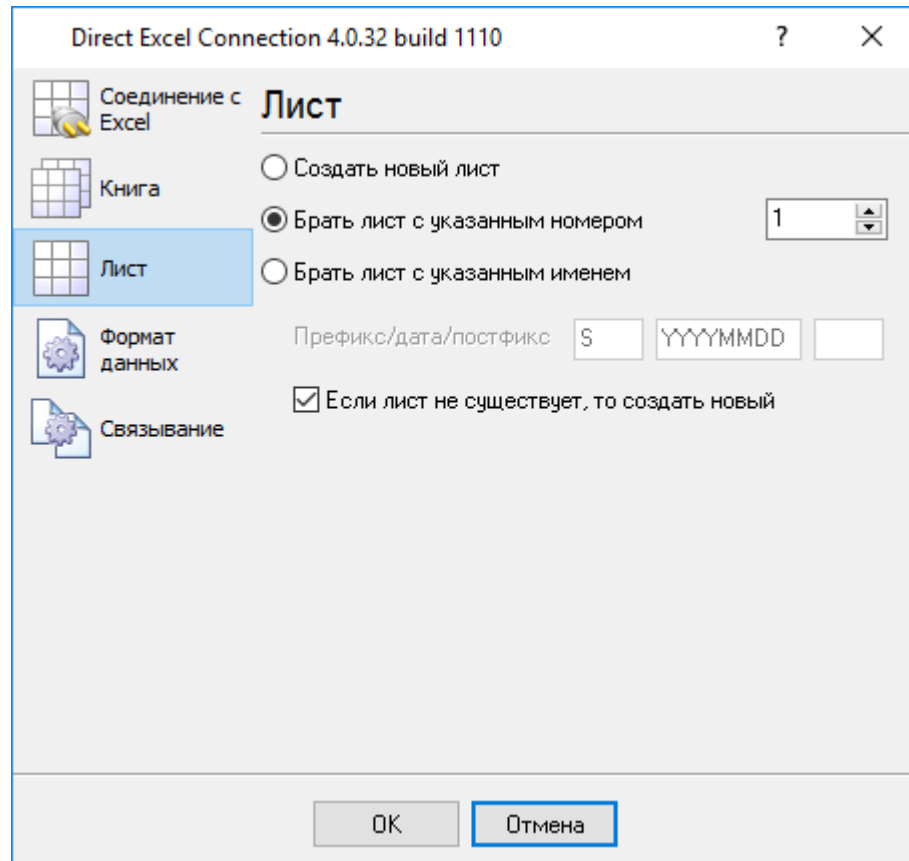 Direct Excel Connection 4.0.32 build 1110 ?
Соединение с
Excel
Книга
Лист
Формат
данных
Связывание
Лист
Создать новый лист
Брать лист с указанным номером 1
Брать лист с указанным именем
Префикс/дата/постфикс S YYYYMMDD
Если лист не существует, то создать новый
OK Отмена